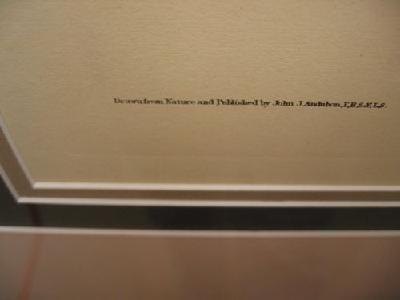 Drawn from Nature and Published by John J. Audubon, F.R.S. F.L.S.